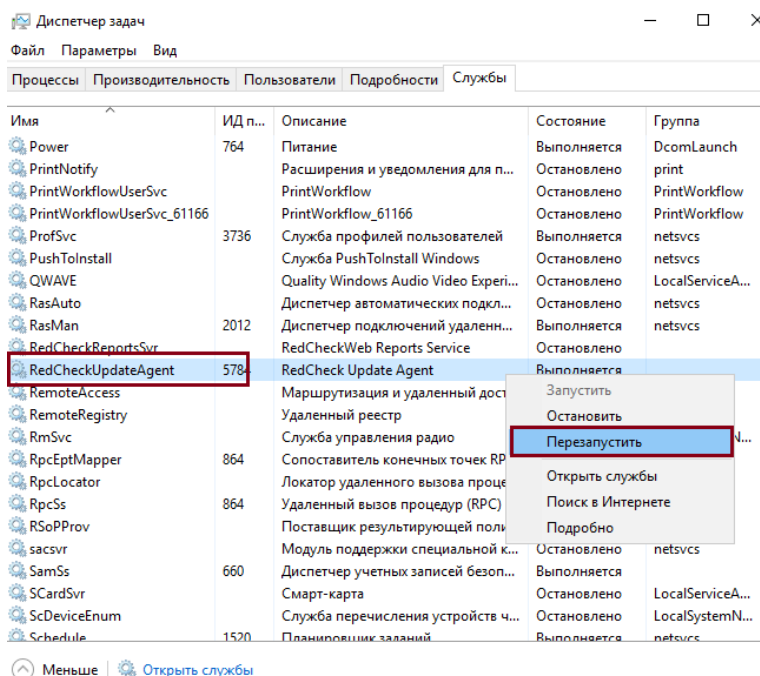 Диспетчер задач
Файл Параметры Вид
Процессы Производительность Пользователи Подробности Службы
Имя ИД п... Описание Состояние Группа
Power 764 Питание Выполняется DcomLaunch
PrintNotify Расширения и уведомления для п... Остановлено print
PrintWorkflowUserSvc PrintWorkflow Остановлено PrintWorkflow
PrintWorkflowUserSvc_61166 PrintWorkflow_61166 Остановлено PrintWorkflow
ProfSvc 3736 Служба профилей пользователей Выполняется netsvcs
PushToInstall Служба PushToInstall Windows Остановлено netsvcs
QWAVE Quality Windows Audio Video Experi... Остановлено LocalServiceA...
RasAuto Диспетчер автоматических подкл... Остановлено netsvcs
RasMan 2012 Диспетчер подключений удаленн... Выполняется netsvcs
RedCheckReportsSvr RedCheckWeb Reports Service Остановлено
RedCheckUpdateAgent 5784 RedCheck Update Agent Выполняется
RemoteAccess Маршрутизация и удаленный дост Запустить
RemoteRegistry Удаленный реестр Остановить
RmSvc Служба управления радио Перезапустить
RpcEptMapper 864 Сопоставитель конечных точек RP
RpcLocator Локатор удаленного вызова проце Открыть службы
RpcSs 864 Удаленный вызов процедур (RPC) Поиск в Интернете
RSoPProv Поставщик результирующей поли Подробно
sacsvr Модуль поддержки специальной к... Остановлено netsvcs
SamSs 660 Диспетчер учетных записей безоп... Выполняется
SCardSvr Смарт-карта Остановлено LocalServiceA...
ScDeviceEnum Служба перечисления устройств ч... Остановлено LocalSystemN...
Schedule 1520 Планировщик заданий Выполняется netsvcs
Меньше Открыть службы